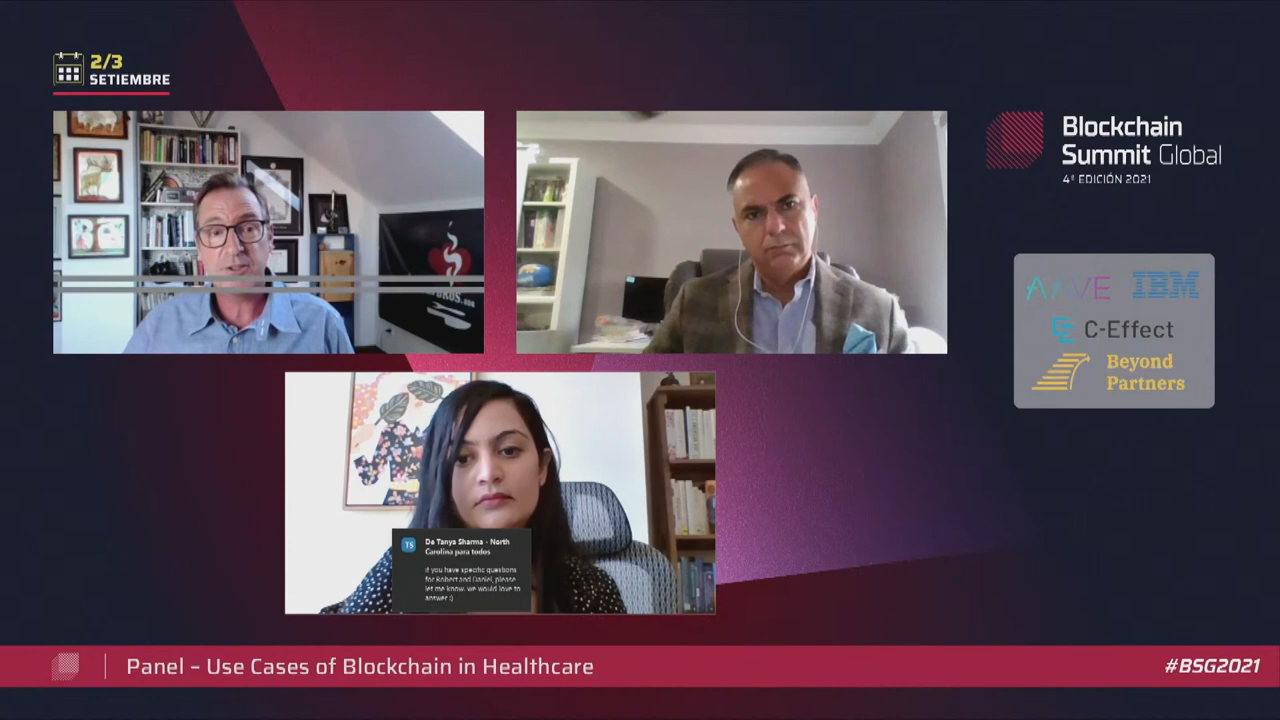 2/3
SETIEMBRE
Blockchain
Summit Global
4ª EDICIÓN 2021
AAVE IBM
C-Effect
Beyond
Partners
TS
De Tanya Sharma - North
Carolina para todos
if you have specific questions
for Robert and Daniel, please
let me know. we would love to
answer :)
Panel – Use Cases of Blockchain in Healthcare
#BSG2021